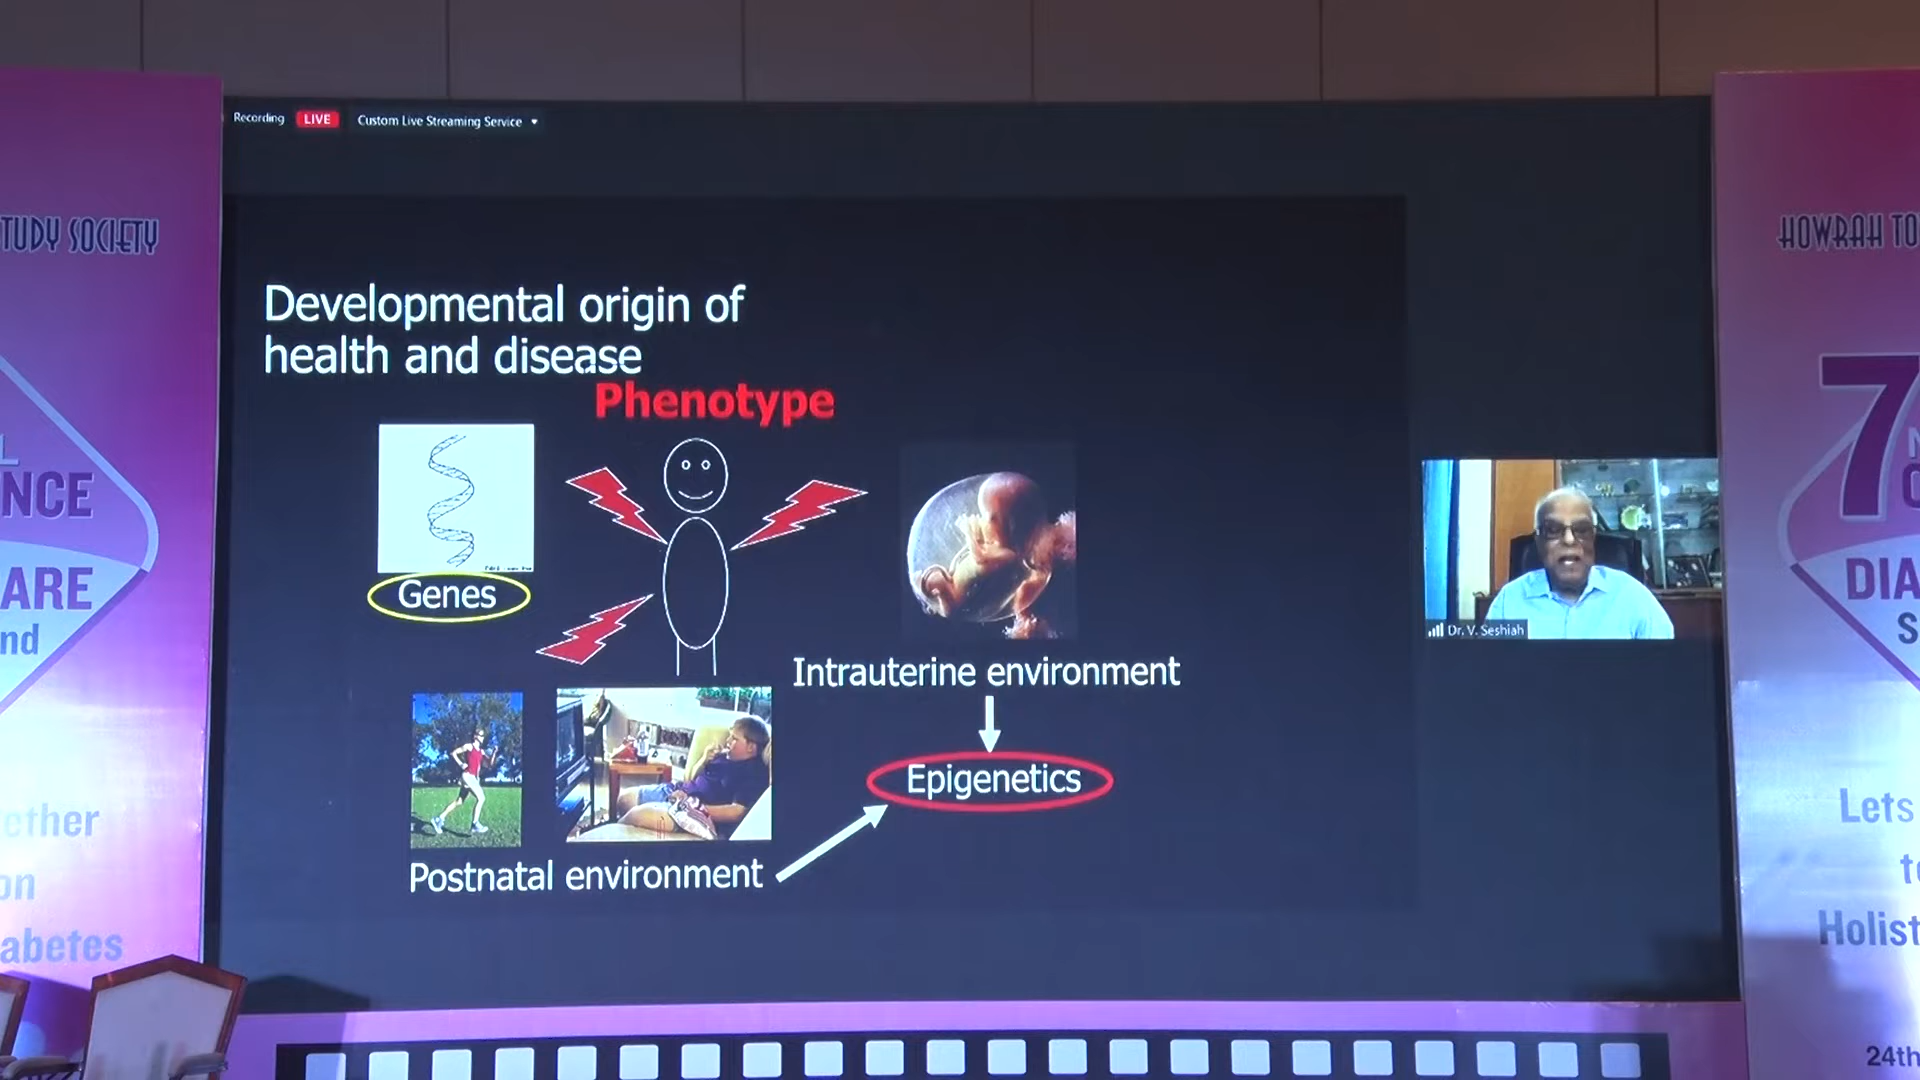 Recording LIVE Custom Live Streaming Service
TUDY SOCIETY
HOWRAH TO
Developmental origin of
health and disease
Phenotype
Genes
Intrauterine environment
Epigenetics
Postnatal environment
Dr. V. Seshiah
L
NCE
ARE
nd
ether
on
abetes
7
DIA
S
Lets
Holist
24th